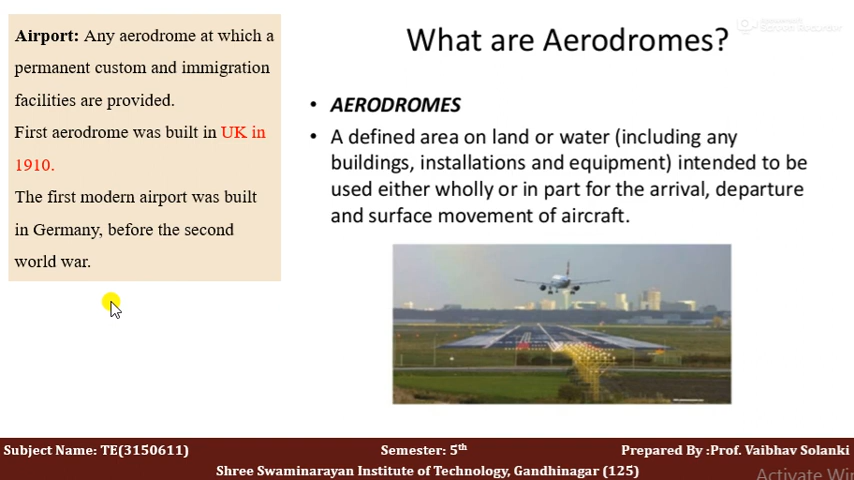 Airport: Any aerodrome at which a
permanent custom and immigration
facilities are provided.
First aerodrome was built in UK in
1910.
The first modern airport was built
in Germany, before the second
world war.
What are Aerodromes?
• AERODROMES
• A defined area on land or water (including any
buildings, installations and equipment) intended to be
used either wholly or in part for the arrival, departure
and surface movement of aircraft.
Screen Recorder
Subject Name: TE(3150611)
Semester: 5th
Prepared By :Prof. Vaibhav Solanki
Shree Swaminarayan Institute of Technology, Gandhinagar (125)
Activate Win